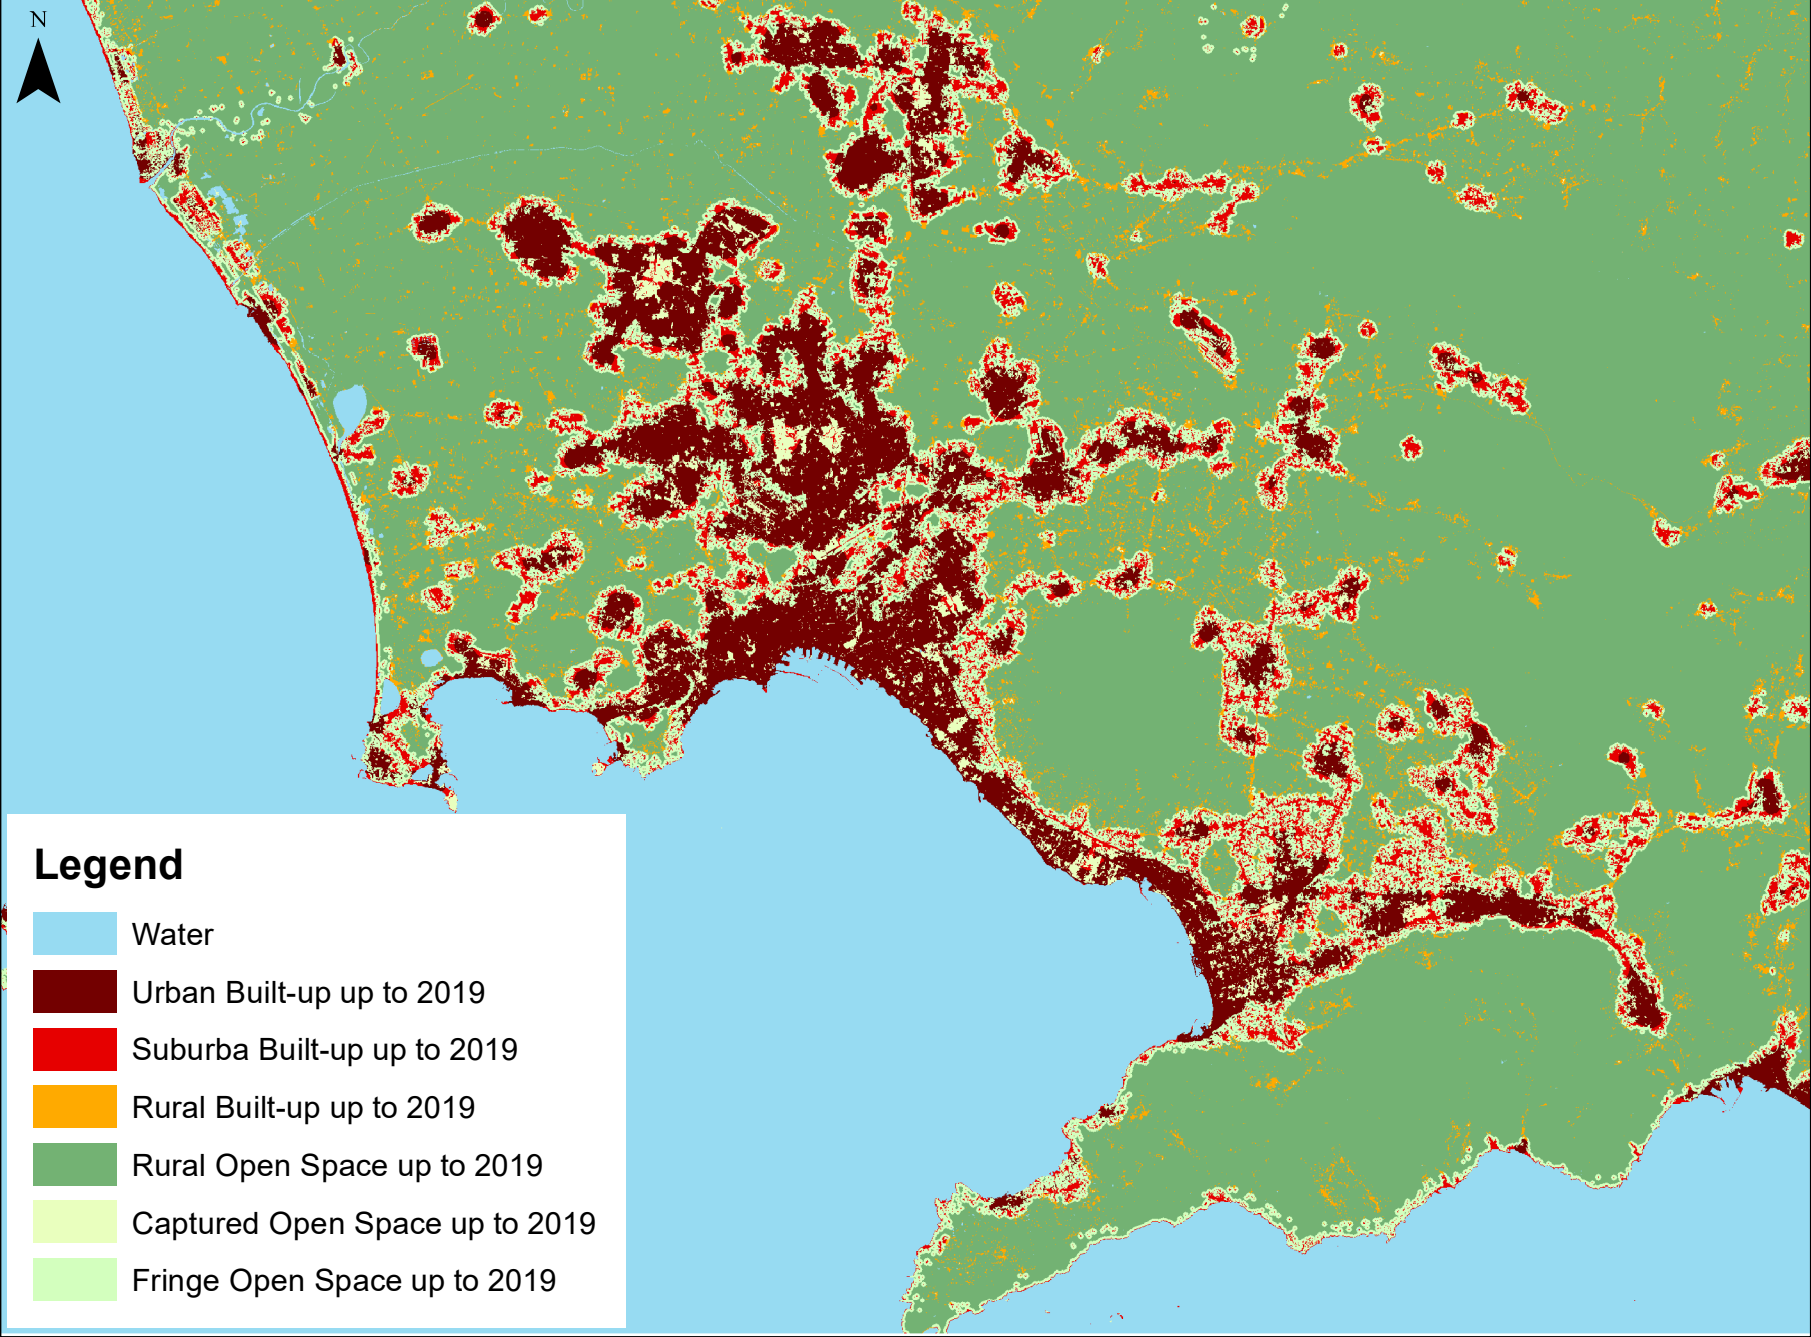 N
Legend
Water
Urban Built-up up to 2019
Suburba Built-up up to 2019
Rural Built-up up to 2019
Rural Open Space up to 2019
Captured Open Space up to 2019
Fringe Open Space up to 2019